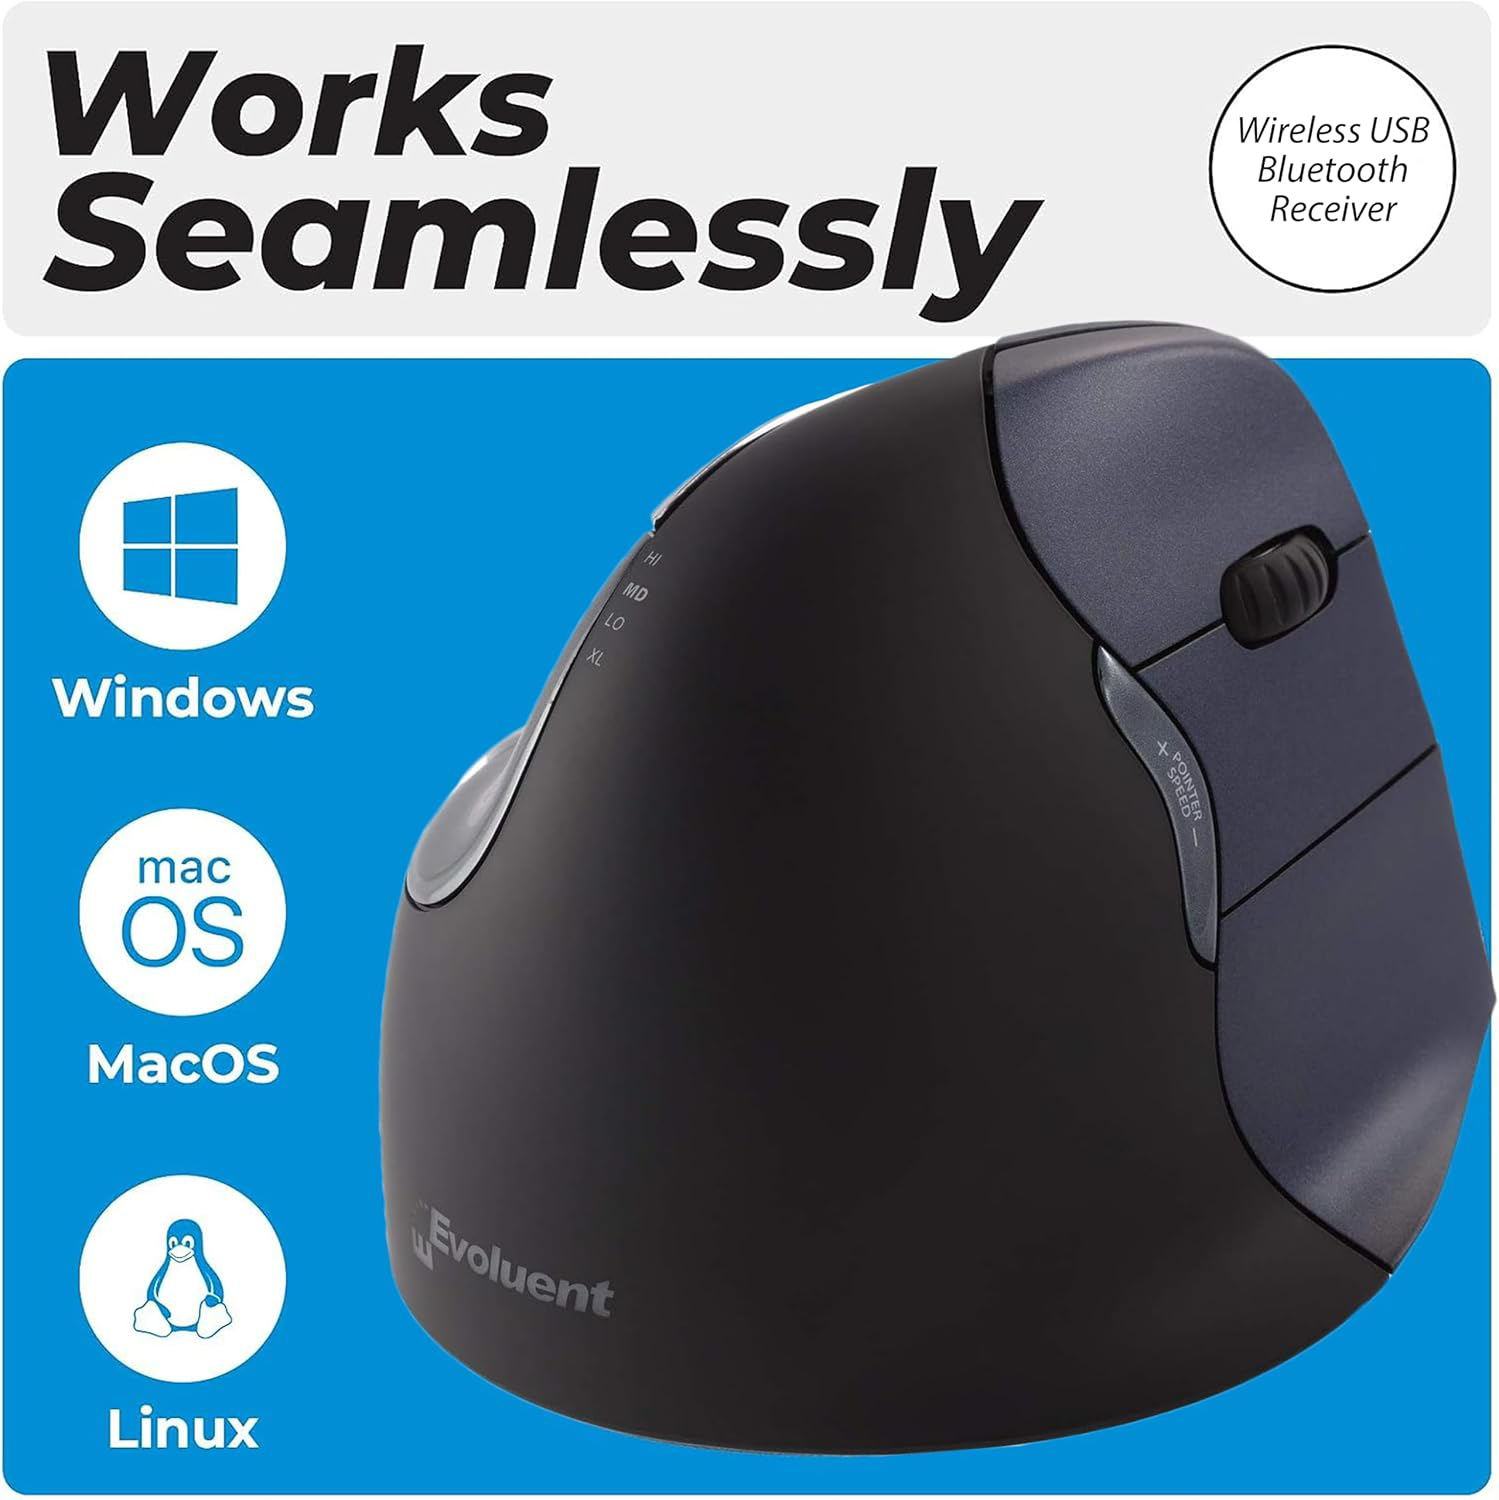 Works
Seamlessly
Wireless USB
Bluetooth
Receiver
Windows
mac
OS
MacOS
Linux
HI
MD
LO
XL
+ POINTER
SPEED −
Evoluent